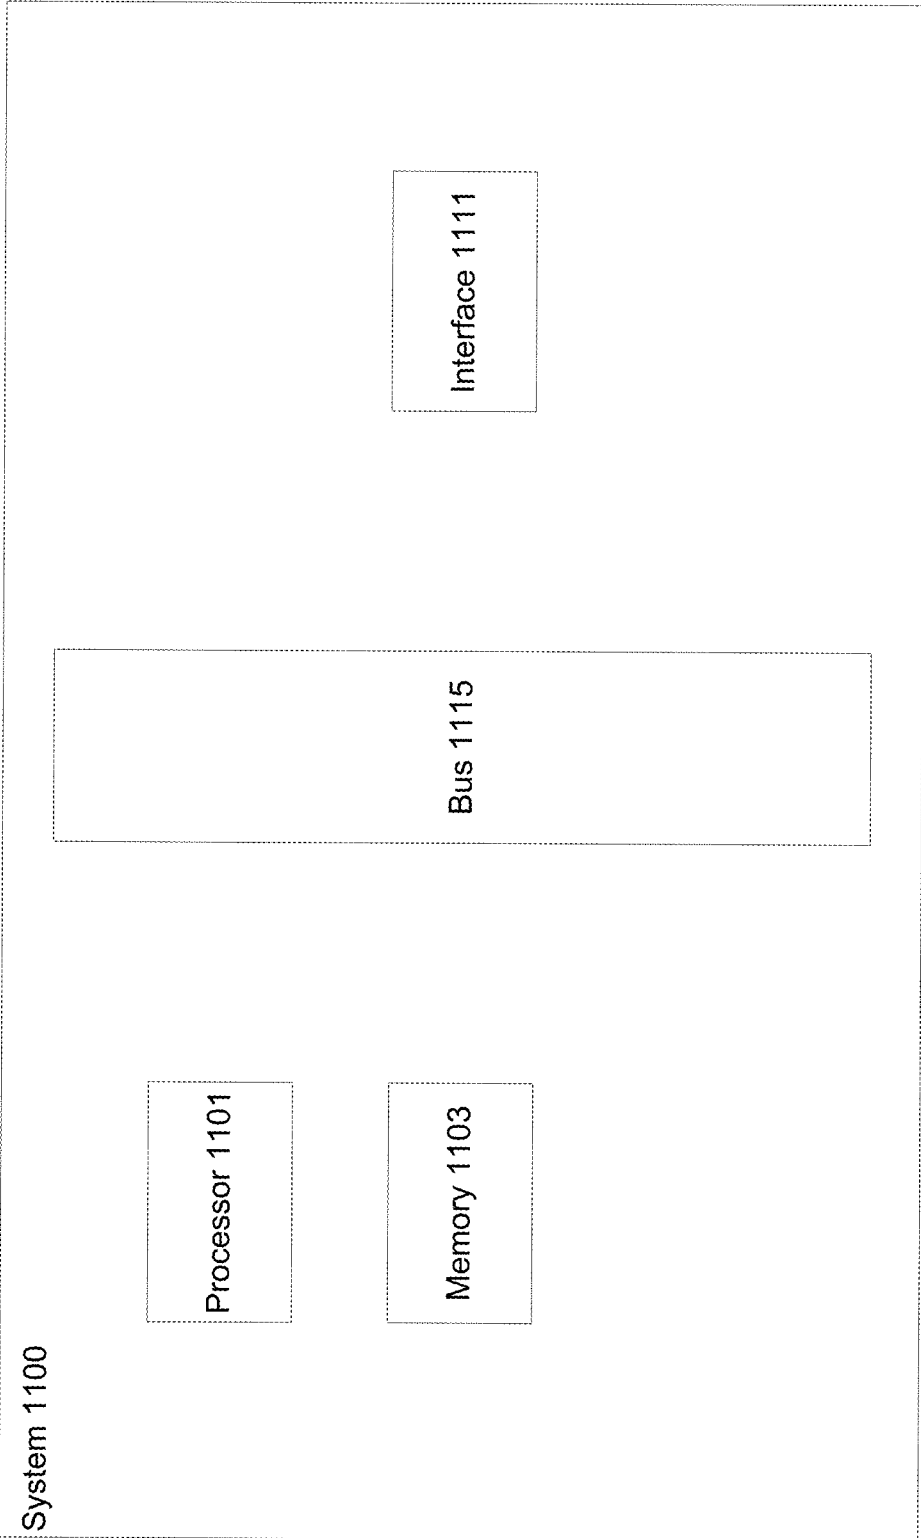 System 1100
Processor 1101
Memory 1103
Bus 1115
Interface 1111